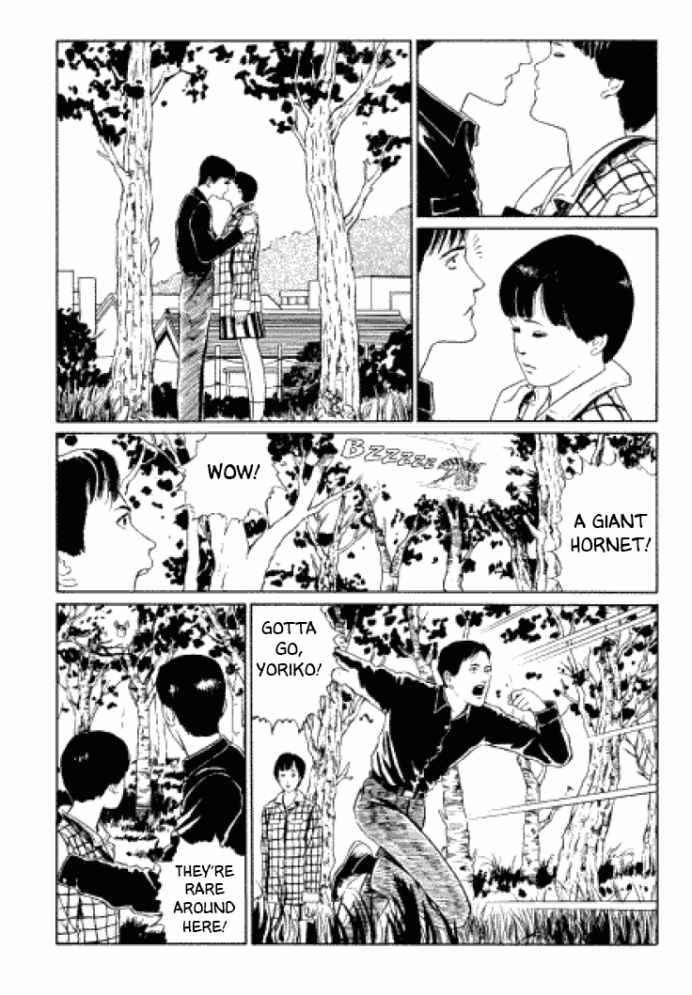 WOW!
BZZZZZZ
A GIANT
HORNET!
THEY'RE
RARE
AROUND
HERE!
GOTTA
GO,
YORIKO!